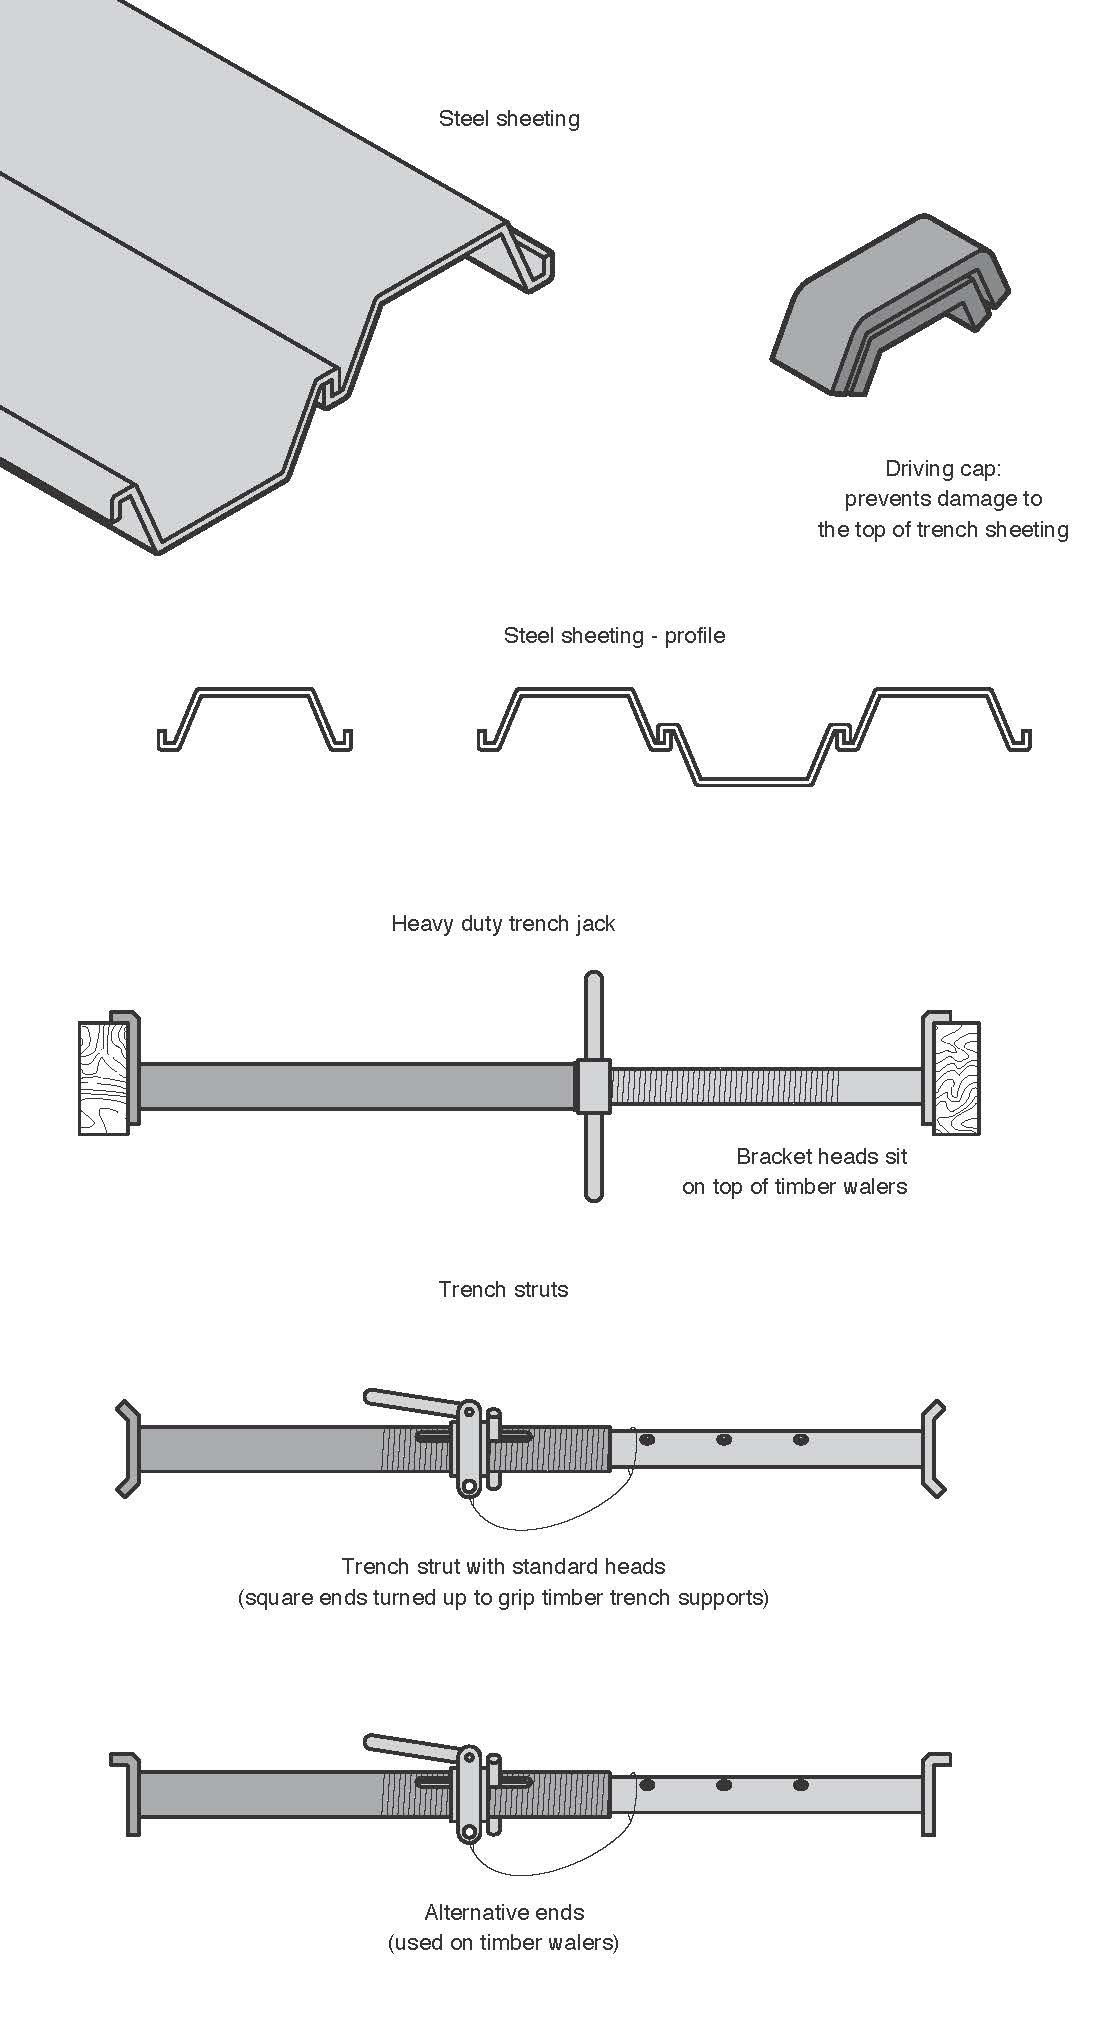 Steel sheeting
Driving cap:
prevents damage to
the top of trench sheeting
Steel sheeting - profile
Heavy duty trench jack
Bracket heads sit
on top of timber walers
Trench struts
Trench strut with standard heads
(square ends turned up to grip timber trench supports)
Alternative ends
(used on timber walers)